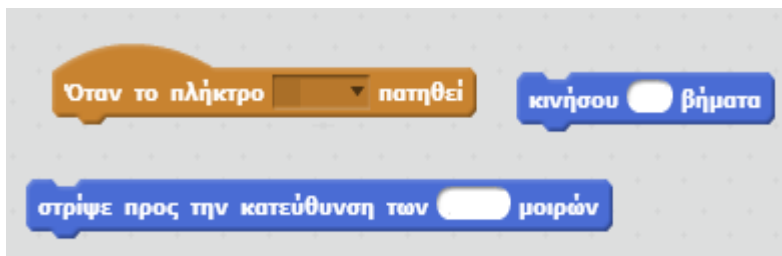 Όταν το πλήκτρο πατηθεί
κινήσου βήματα
στρίψε προς την κατεύθυνση των μοιρών